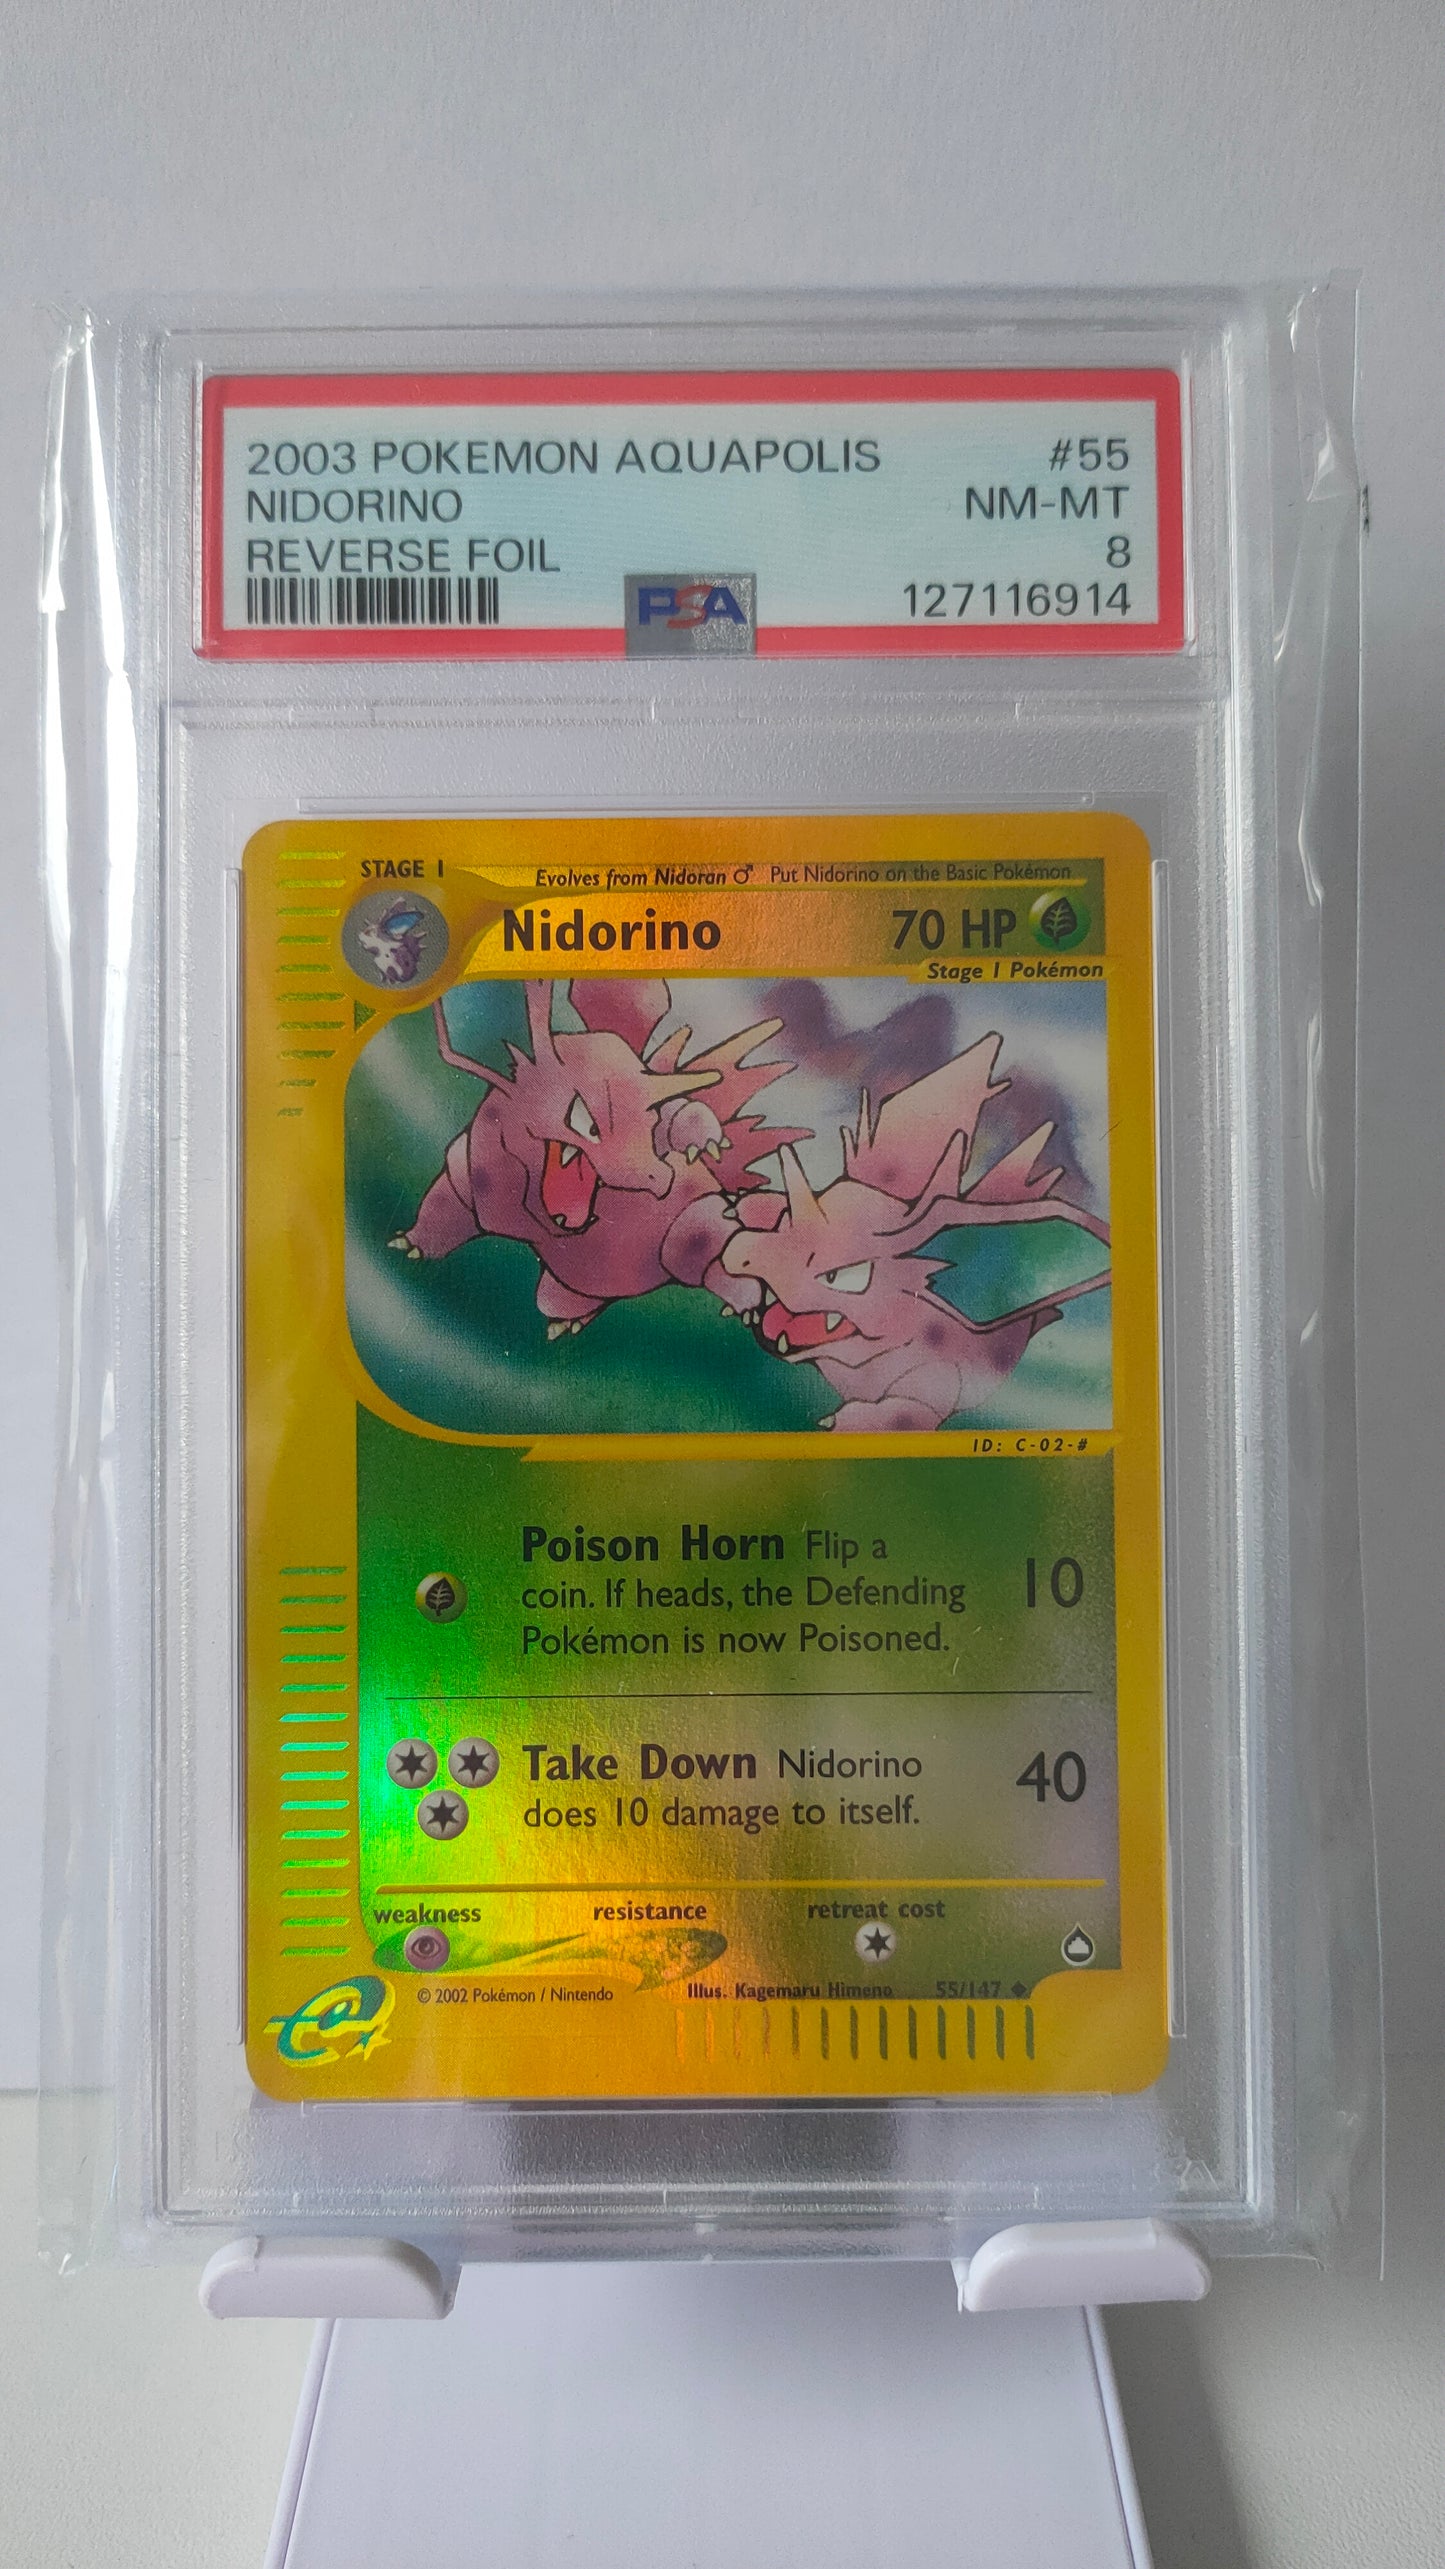 2003 POKEMON AQUAPOLIS #55
NIDORINO NM-MT
REVERSE FOIL 8
PSA 127116914
STAGE 1 Evolves from Nidoran ♂ Put Nidorino on the Basic Pokémon
Nidorino 70 HP
Stage 1 Pokémon
ID: C-02-#
Poison Horn Flip a
coin. If heads, the Defending 10
Pokémon is now Poisoned.
Take Down Nidorino 40
does 10 damage to itself.
weakness resistance retreat cost
© 2002 Pokémon / Nintendo Illus. Kagemaru Himeno 55/147 ◆
e